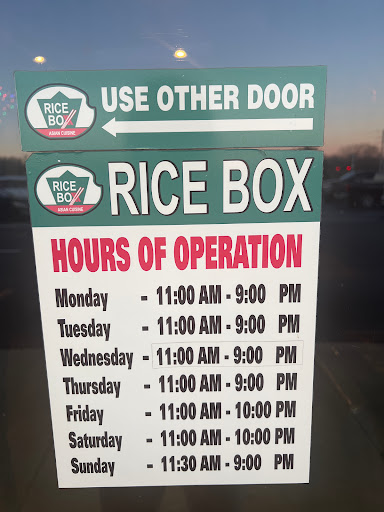 RICE
BOX
ASIAN CUISINE
USE OTHER DOOR
RICE
BOX
ASIAN CUISINE
RICE BOX
HOURS OF OPERATION
Monday - 11:00 AM - 9:00 PM
Tuesday - 11:00 AM - 9:00 PM
Wednesday - 11:00 AM - 9:00 PM
Thursday - 11:00 AM - 9:00 PM
Friday - 11:00 AM - 10:00 PM
Saturday - 11:00 AM - 10:00 PM
Sunday - 11:30 AM - 9:00 PM